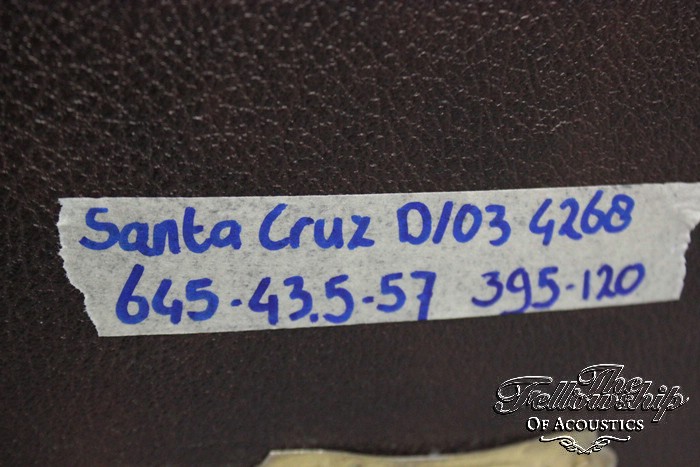 Santa Cruz D/03 4268
645-43.5-57 395-120
The
Fellowship
OF ACOUSTICS